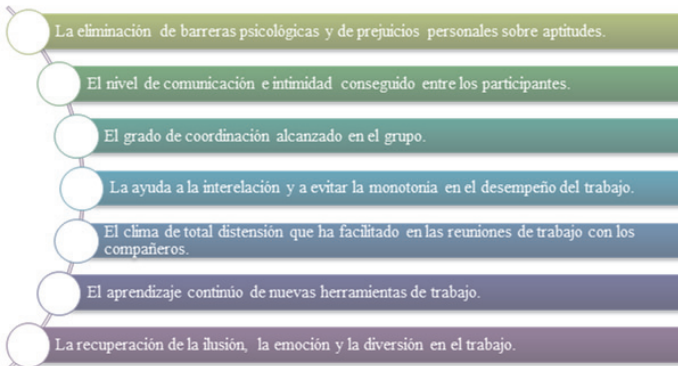 La eliminación de barreras psicológicas y de prejuicios personales sobre aptitudes.
El nivel de comunicación e intimidad conseguido entre los participantes.
El grado de coordinación alcanzado en el grupo.
La ayuda a la interelación y a evitar la monotonía en el desempeño del trabajo.
El clima de total distensión que ha facilitado en las reuniones de trabajo con los
compañeros.
El aprendizaje continúo de nuevas herramientas de trabajo.
La recuperación de la ilusión, la emoción y la diversión en el trabajo.